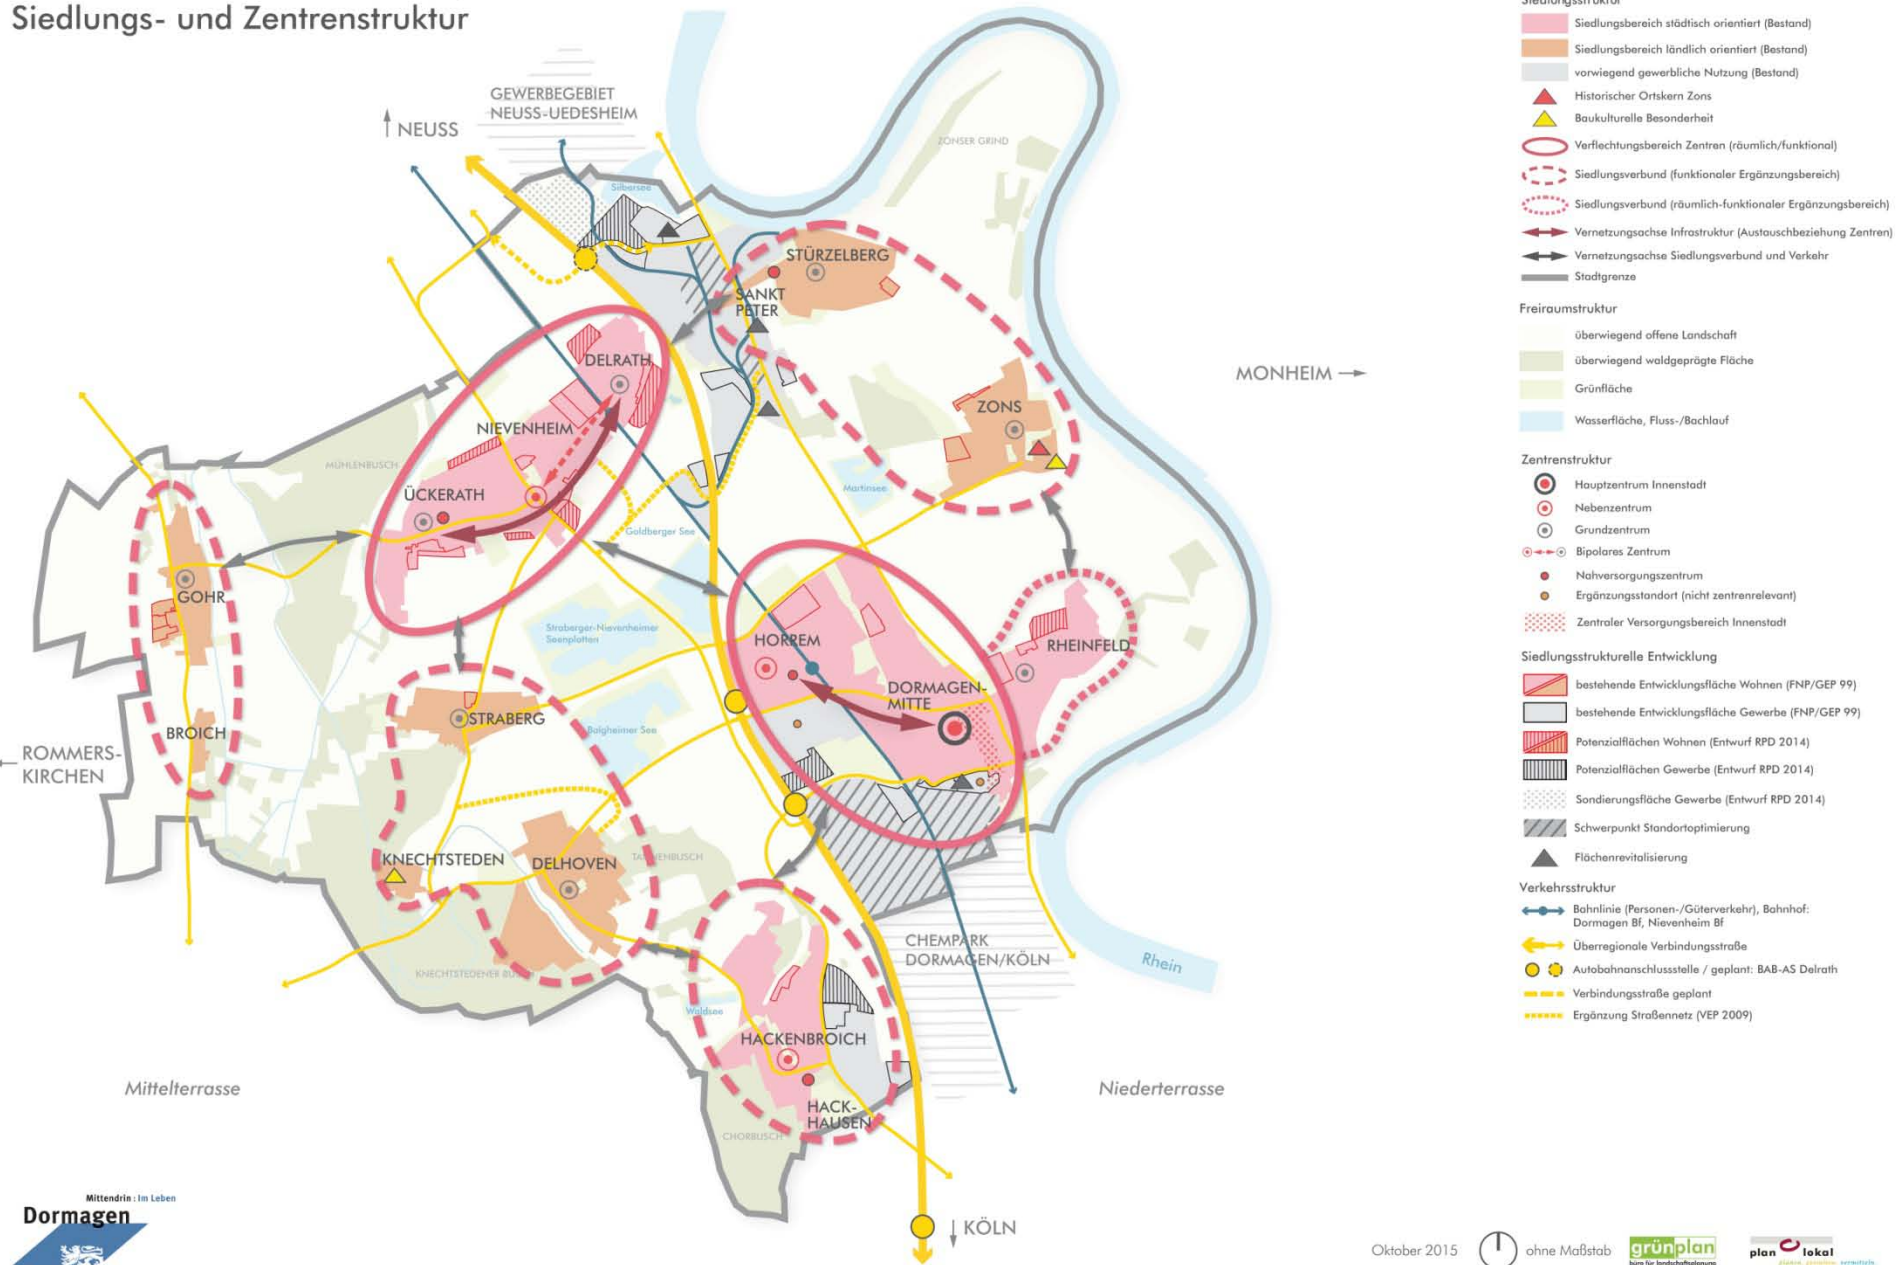 Siedlungs- und Zentrenstruktur
GEWERBEGEBIET
NEUSS-UEDESHEIM
NEUSS
ZONSER GRIND
Silbersee
STÜRZELBERG
SANKT
PETER
DELRATH
MONHEIM
NIEVENHEIM
ZONS
MÜHLENBUSCH
ÜCKERATH
Martinsee
Goldberger See
GOHR
Straberger-Nievenheimer
Seenplatten
HORREM
RHEINFELD
DORMAGEN-
MITTE
STRABERG
BROICH
Balgheimer See
ROMMERS-
KIRCHEN
KNECHTSTEDEN
DELHOVEN
TANNENBUSCH
CHEMPARK
DORMAGEN/KÖLN
Rhein
KNECHTSTEDENER BUSCH
Waldsee
HACKENBROICH
Mittelterrasse
Niederterrasse
HACK-
HAUSEN
CHORBUSCH
KÖLN
Siedlungsstruktur
Siedlungsbereich städtisch orientiert (Bestand)
Siedlungsbereich ländlich orientiert (Bestand)
vorwiegend gewerbliche Nutzung (Bestand)
Historischer Ortskern Zons
Baukulturelle Besonderheit
Verflechtungsbereich Zentren (räumlich/funktional)
Siedlungsverbund (funktionaler Ergänzungsbereich)
Siedlungsverbund (räumlich-funktionaler Ergänzungsbereich)
Vernetzungsachse Infrastruktur (Austauschbeziehung Zentren)
Vernetzungsachse Siedlungsverbund und Verkehr
Stadtgrenze
Freiraumstruktur
überwiegend offene Landschaft
überwiegend waldgeprägte Fläche
Grünfläche
Wasserfläche, Fluss-/Bachlauf
Zentrenstruktur
Hauptzentrum Innenstadt
Nebenzentrum
Grundzentrum
Bipolares Zentrum
Nahversorgungszentrum
Ergänzungsstandort (nicht zentrenrelevant)
Zentraler Versorgungsbereich Innenstadt
Siedlungsstrukturelle Entwicklung
bestehende Entwicklungsfläche Wohnen (FNP/GEP 99)
bestehende Entwicklungsfläche Gewerbe (FNP/GEP 99)
Potenzialflächen Wohnen (Entwurf RPD 2014)
Potenzialflächen Gewerbe (Entwurf RPD 2014)
Sondierungsfläche Gewerbe (Entwurf RPD 2014)
Schwerpunkt Standortoptimierung
Flächenrevitalisierung
Verkehrsstruktur
Bahnlinie (Personen-/Güterverkehr), Bahnhof:
Dormagen Bf, Nievenheim Bf
Überregionale Verbindungsstraße
Autobahnanschlussstelle / geplant: BAB-AS Delrath
Verbindungsstraße geplant
Ergänzung Straßennetz (VEP 2009)
Mittendrin : Im Leben
Dormagen
Oktober 2015
ohne Maßstab
grünplan
büro für landschaftsplanung
plan lokal